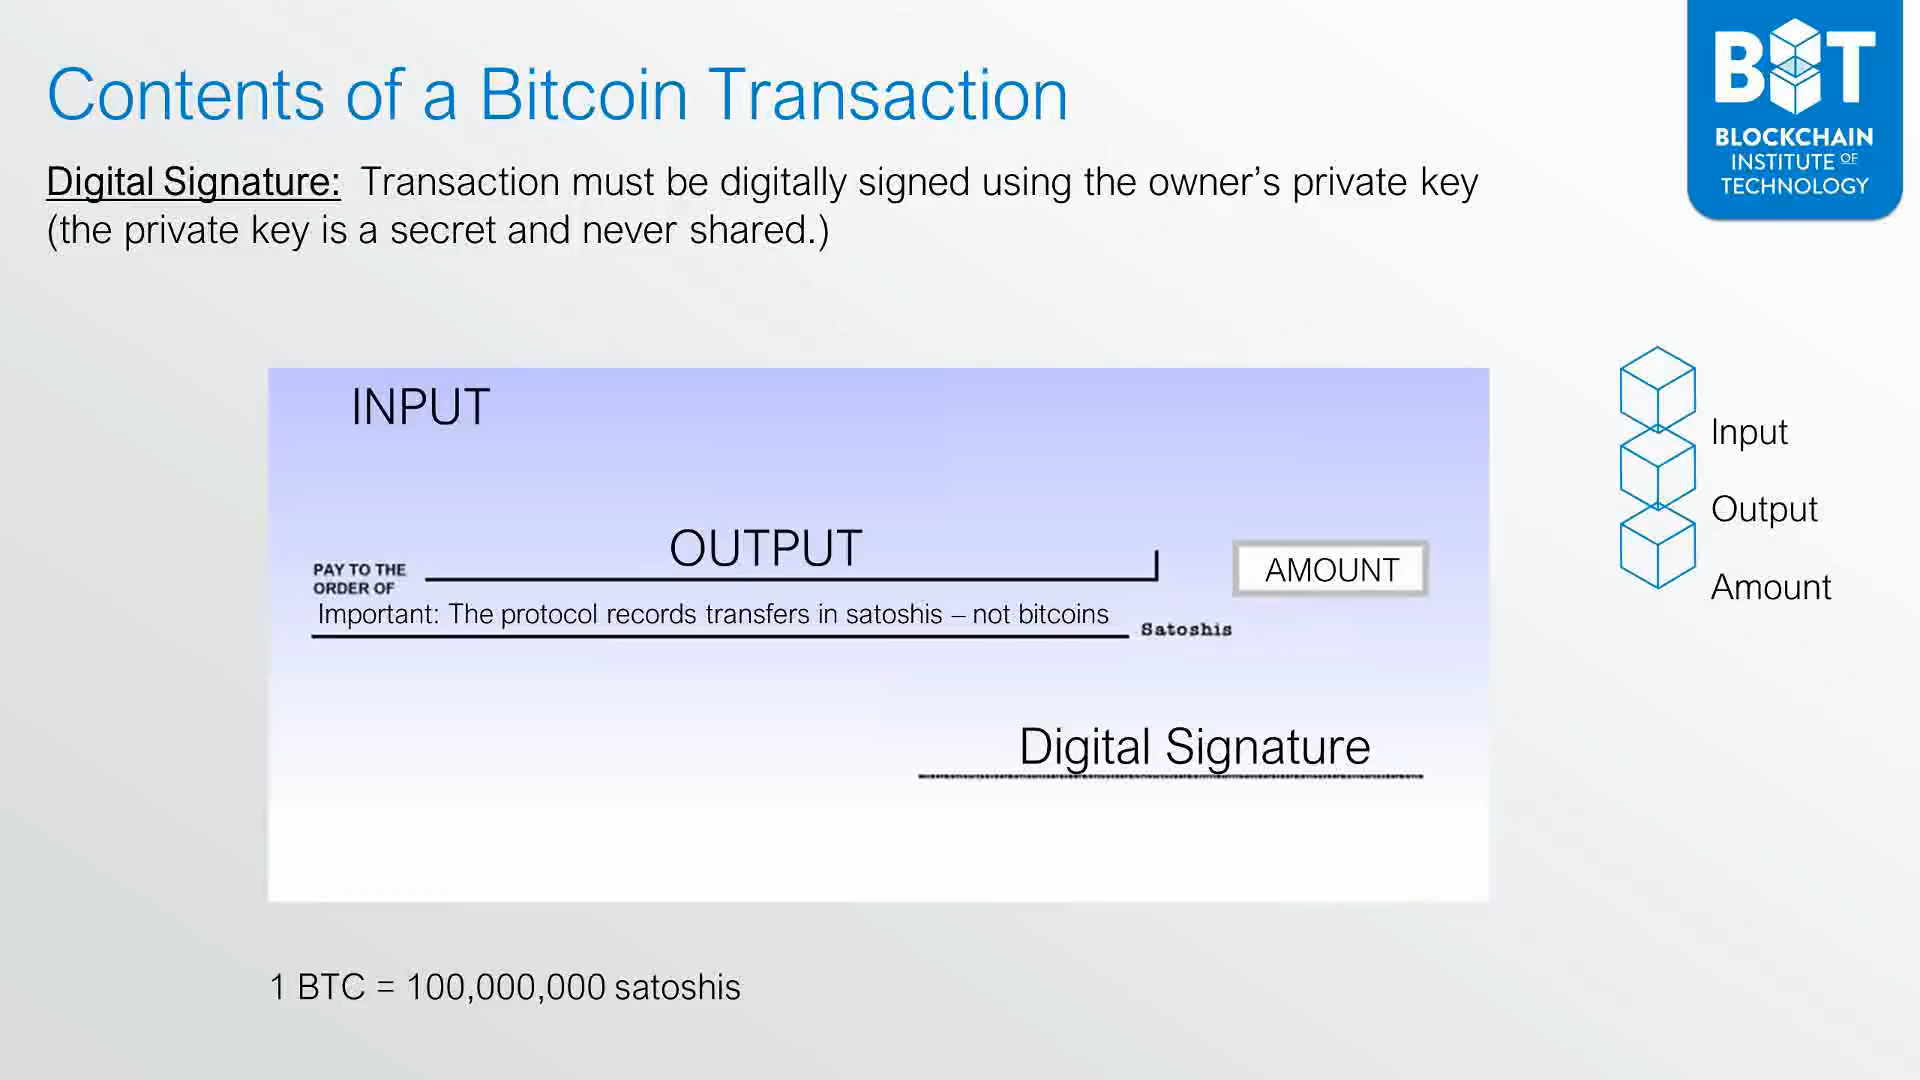 Contents of a Bitcoin Transaction
Digital Signature: Transaction must be digitally signed using the owner’s private key
(the private key is a secret and never shared.)
BIT
BLOCKCHAIN
INSTITUTE OF
TECHNOLOGY
INPUT
OUTPUT
PAY TO THE
ORDER OF
AMOUNT
Important: The protocol records transfers in satoshis – not bitcoins
Satoshis
Digital Signature
Input
Output
Amount
1 BTC = 100,000,000 satoshis